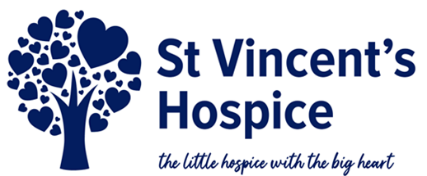 St Vincent's
Hospice
the little hospice with the big heart